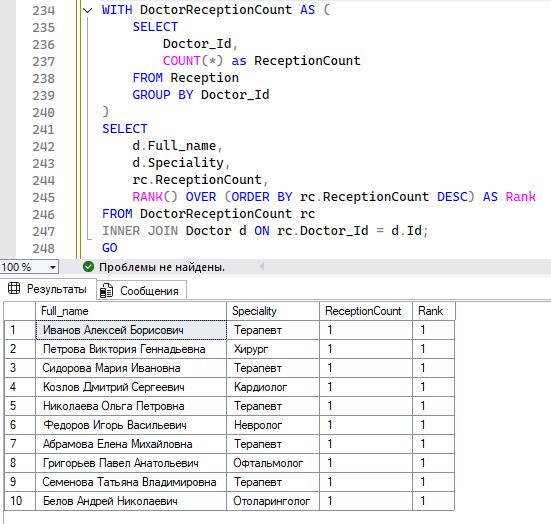 234 WITH DoctorReceptionCount AS (
235 SELECT
236 Doctor_Id,
237 COUNT(*) as ReceptionCount
238 FROM Reception
239 GROUP BY Doctor_Id
240 )
241 SELECT
242 d.Full_name,
243 d.Speciality,
244 rc.ReceptionCount,
245 RANK() OVER (ORDER BY rc.ReceptionCount DESC) AS Rank
246 FROM DoctorReceptionCount rc
247 INNER JOIN Doctor d ON rc.Doctor_Id = d.Id;
248 GO
100 % Проблемы не найдены.
Результаты Сообщения
Full_name Speciality ReceptionCount Rank
1 Иванов Алексей Борисович Терапевт 1 1
2 Петрова Виктория Геннадьевна Хирург 1 1
3 Сидорова Мария Ивановна Терапевт 1 1
4 Козлов Дмитрий Сергеевич Кардиолог 1 1
5 Николаева Ольга Петровна Терапевт 1 1
6 Федоров Игорь Васильевич Невролог 1 1
7 Абрамова Елена Михайловна Терапевт 1 1
8 Григорьев Павел Анатольевич Офтальмолог 1 1
9 Семенова Татьяна Владимировна Терапевт 1 1
10 Белов Андрей Николаевич Отоларинголог 1 1